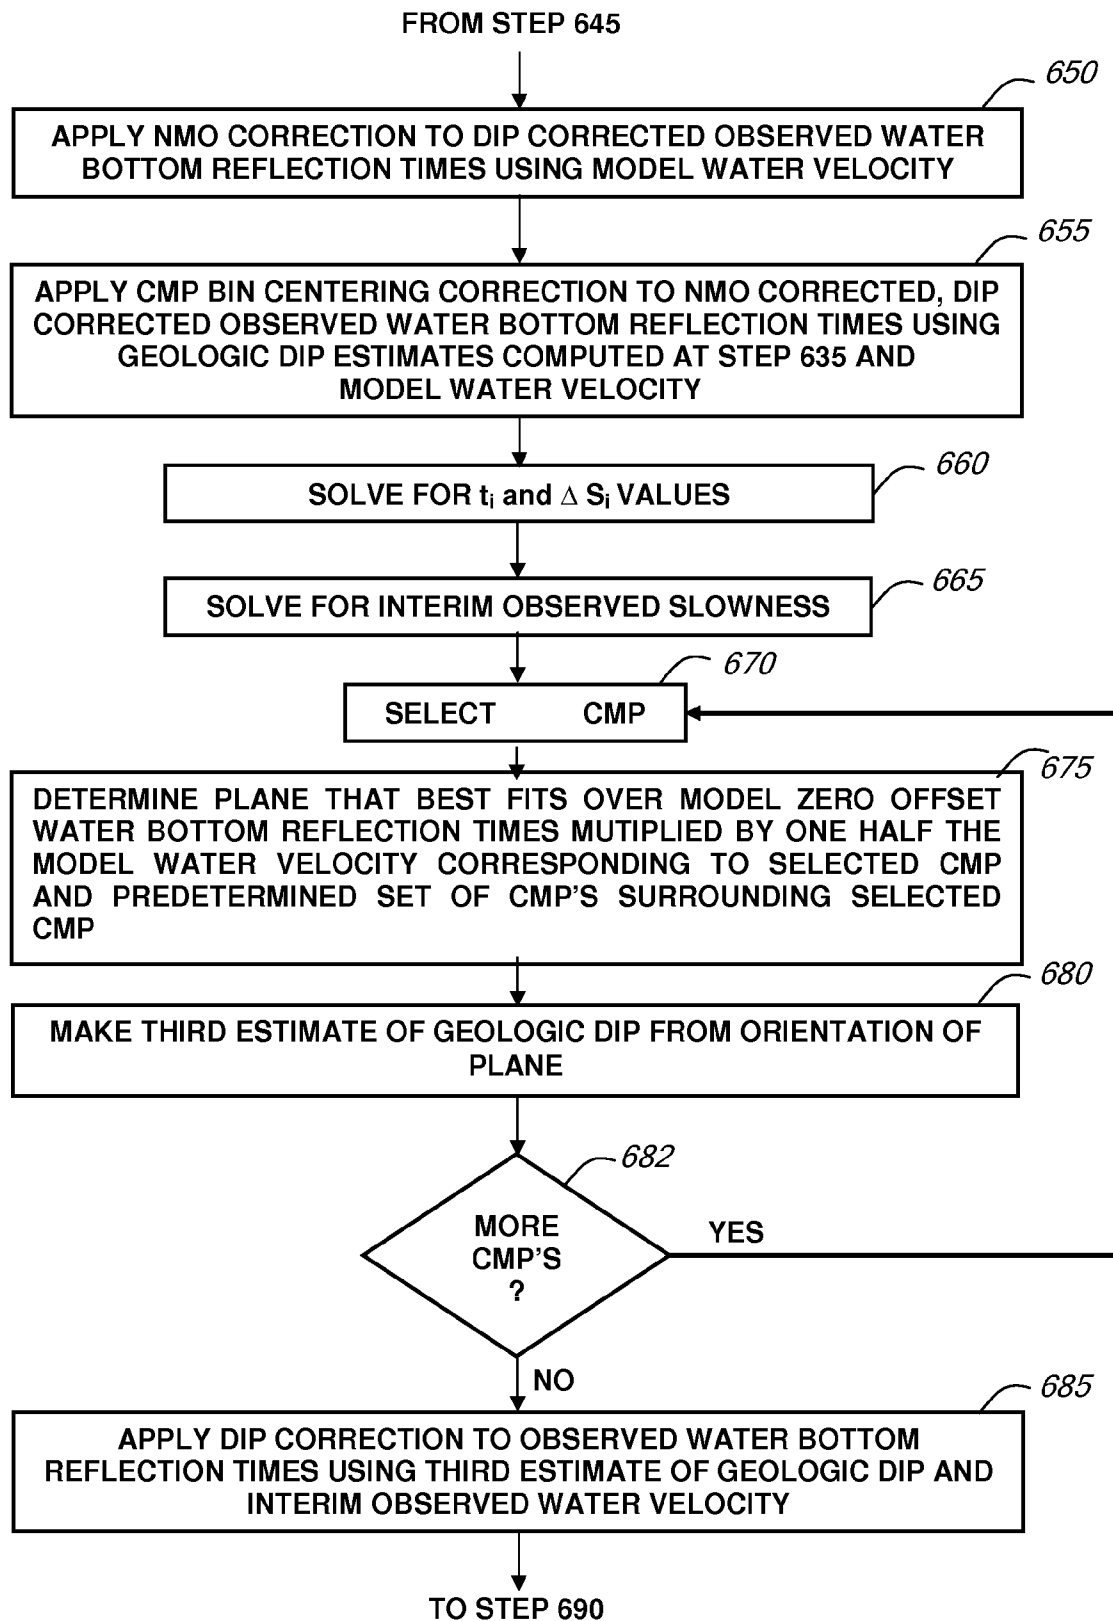 FROM STEP 645
650
APPLY NMO CORRECTION TO DIP CORRECTED OBSERVED WATER
BOTTOM REFLECTION TIMES USING MODEL WATER VELOCITY
655
APPLY CMP BIN CENTERING CORRECTION TO NMO CORRECTED, DIP
CORRECTED OBSERVED WATER BOTTOM REFLECTION TIMES USING
GEOLOGIC DIP ESTIMATES COMPUTED AT STEP 635 AND
MODEL WATER VELOCITY
660
SOLVE FOR tᵢ and Δ Sᵢ VALUES
665
SOLVE FOR INTERIM OBSERVED SLOWNESS
670
SELECT CMP
675
DETERMINE PLANE THAT BEST FITS OVER MODEL ZERO OFFSET
WATER BOTTOM REFLECTION TIMES MUTIPLIED BY ONE HALF THE
MODEL WATER VELOCITY CORRESPONDING TO SELECTED CMP
AND PREDETERMINED SET OF CMP'S SURROUNDING SELECTED
CMP
680
MAKE THIRD ESTIMATE OF GEOLOGIC DIP FROM ORIENTATION OF
PLANE
682
MORE
CMP'S
?
YES
NO
685
APPLY DIP CORRECTION TO OBSERVED WATER BOTTOM
REFLECTION TIMES USING THIRD ESTIMATE OF GEOLOGIC DIP AND
INTERIM OBSERVED WATER VELOCITY
TO STEP 690